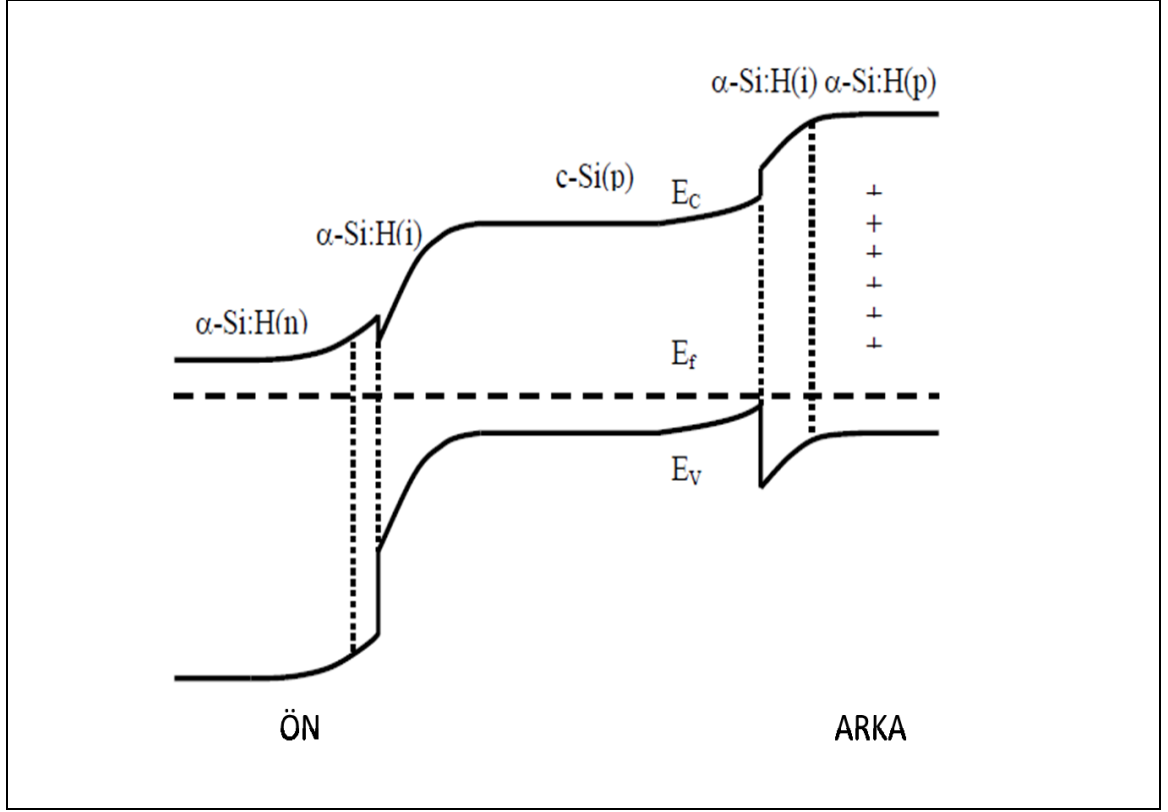 α-Si:H(i) α-Si:H(p)
c-Si(p)
E_C
α-Si:H(i)
α-Si:H(n)
E_f
E_V
+
+
+
+
+
+
ÖN
ARKA